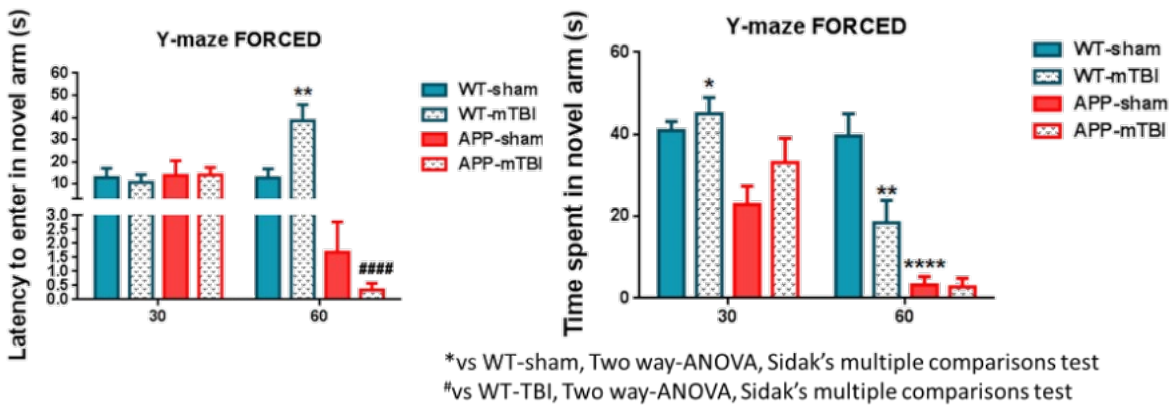 Y-maze FORCED
Latency to enter in novel arm (s)
60
50
40
30
20
10
3.0
2.5
2.0
1.5
1.0
0.5
0.0
**
####
30
60
WT-sham
WT-mTBI
APP-sham
APP-mTBI
Y-maze FORCED
Time spent in novel arm (s)
60
40
20
0
*
**
****
30
60
WT-sham
WT-mTBI
APP-sham
APP-mTBI
*vs WT-sham, Two way-ANOVA, Sidak's multiple comparisons test
#vs WT-TBI, Two way-ANOVA, Sidak's multiple comparisons test